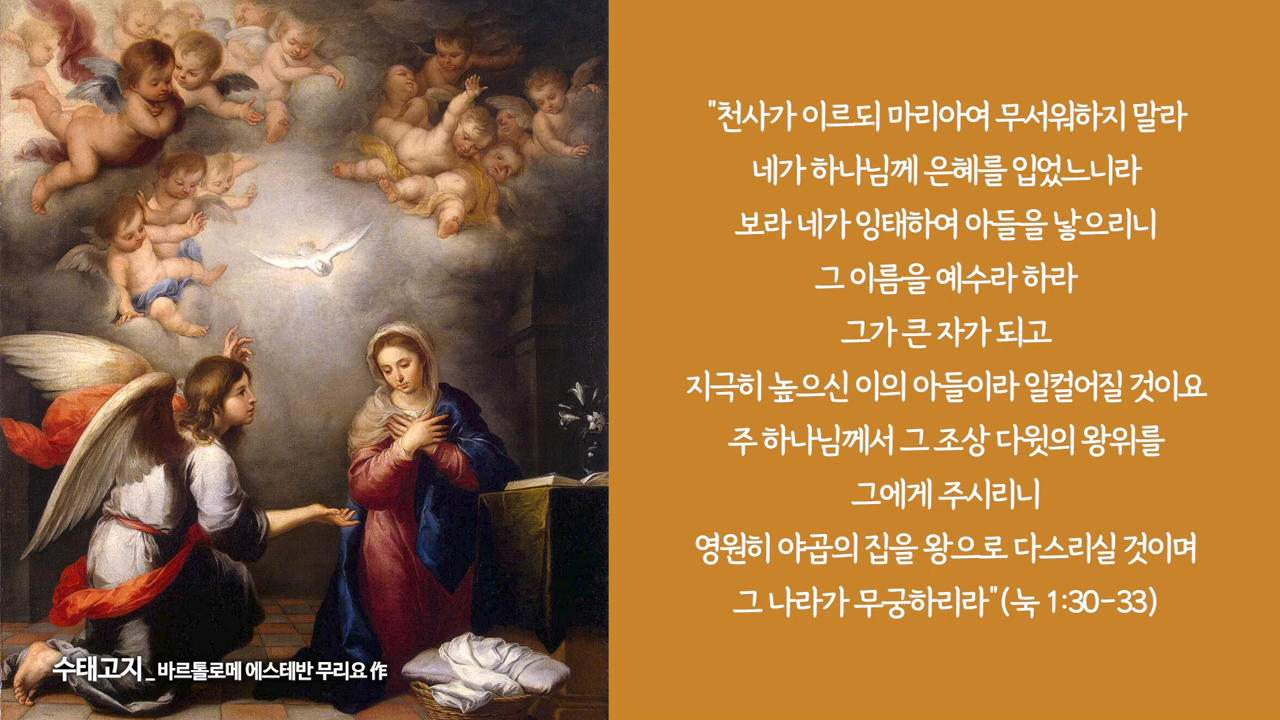 "천사가 이르되 마리아여 무서워하지 말라
네가 하나님께 은혜를 입었느니라
보라 네가 잉태하여 아들을 낳으리니
그 이름을 예수라 하라
그가 큰 자가 되고
지극히 높으신 이의 아들이라 일컬어질 것이요
주 하나님께서 그 조상 다윗의 왕위를
그에게 주시리니
영원히 야곱의 집을 왕으로 다스리실 것이며
그 나라가 무궁하리라"(눅 1:30-33)
수태고지 _ 바르톨로메 에스테반 무리요 作